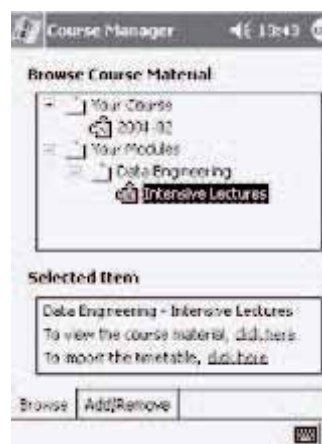 Course Manager 13:43
Browse Course Material
Your Course
2001-02
Your Modules
Data Engineering
Intensive Lectures
Selected Item
Data Engineering - Intensive Lectures
To view the course material, click here
To import the timetable, click here
Browse Add/Remove